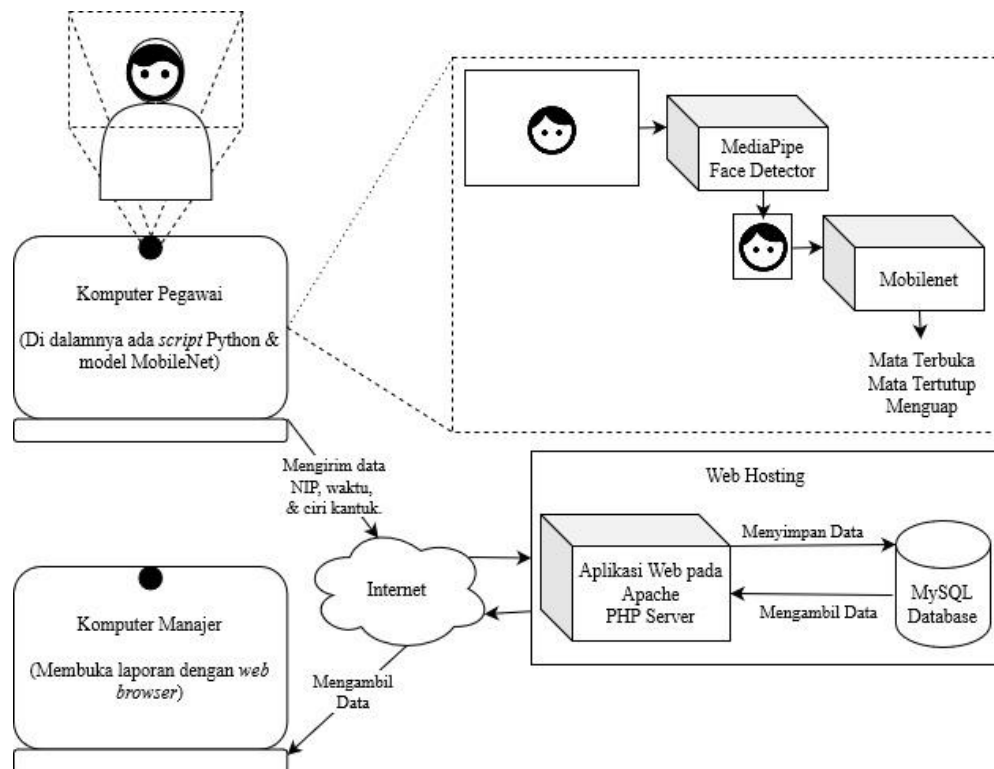 MediaPipe
Face Detector
Mobilenet
Mata Terbuka
Mata Tertutup
Menguap
Komputer Pegawai
(Di dalamnya ada script Python &
model MobileNet)
Mengirim data
NIP, waktu,
& ciri kantuk.
Internet
Web Hosting
Aplikasi Web pada
Apache
PHP Server
Menyimpan Data
Mengambil Data
MySQL
Database
Komputer Manajer
(Membuka laporan dengan web
browser)
Mengambil
Data